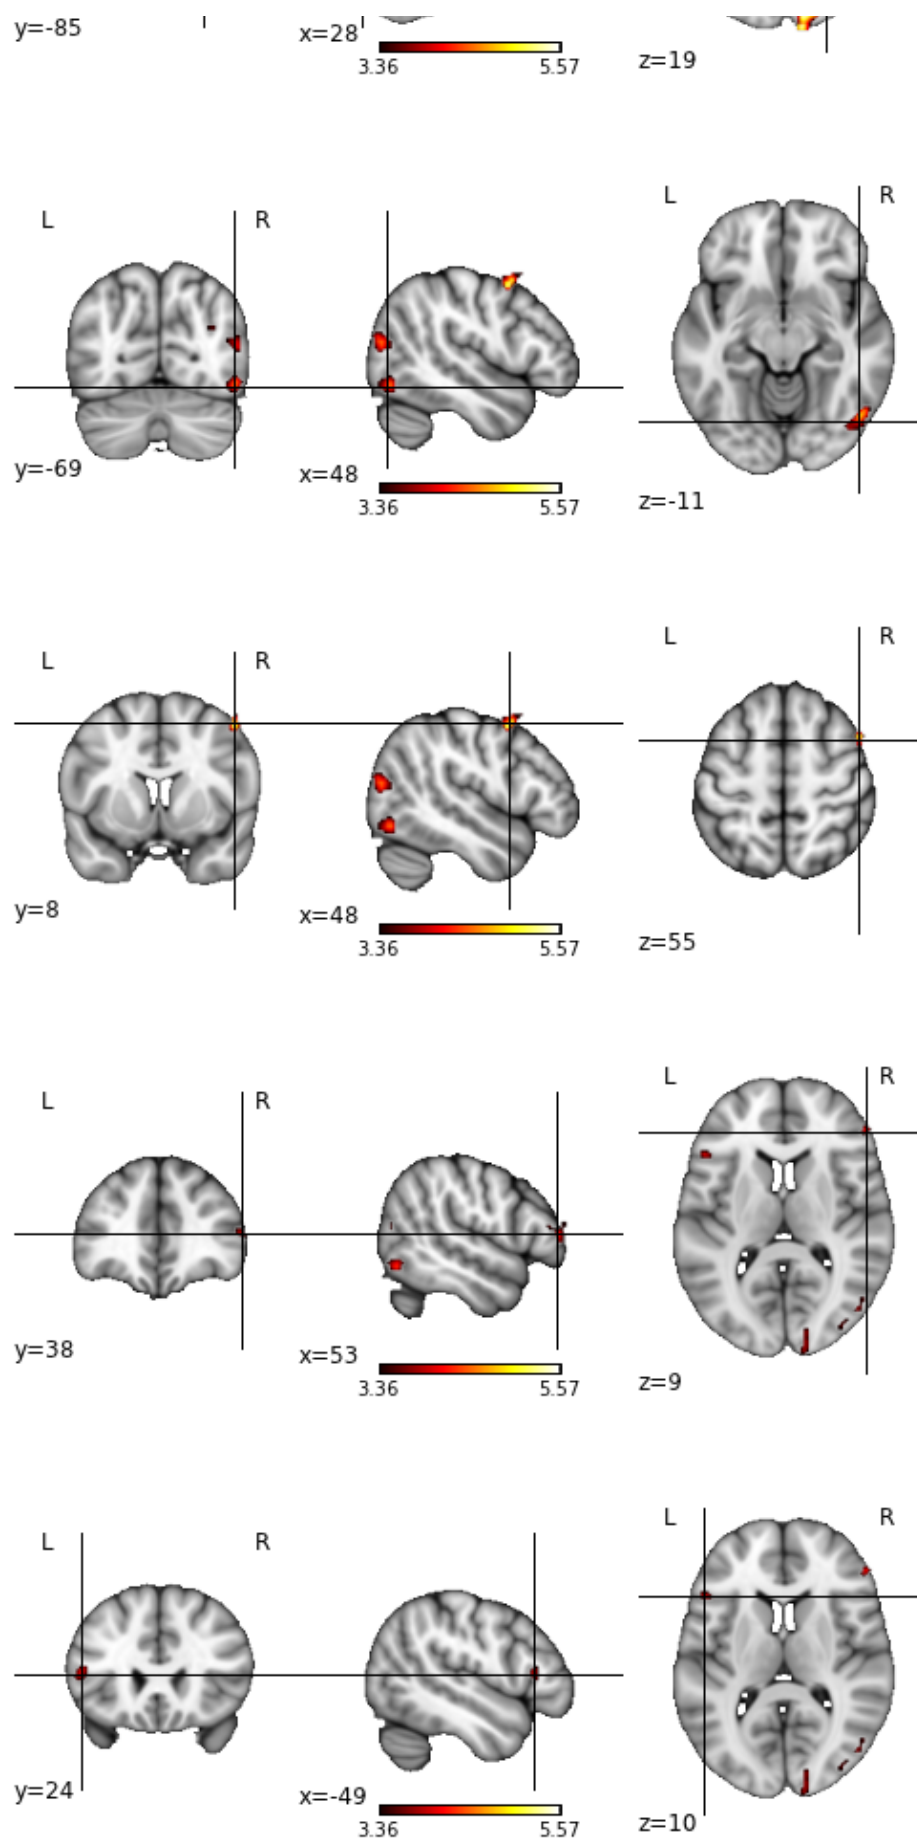 y=-85 x=28 z=19
3.36 5.57
L R L R
y=-69 x=48 z=-11
3.36 5.57
L R L R
y=8 x=48 z=55
3.36 5.57
L R L R
y=38 x=53 z=9
3.36 5.57
L R L R
y=24 x=-49 z=10
3.36 5.57